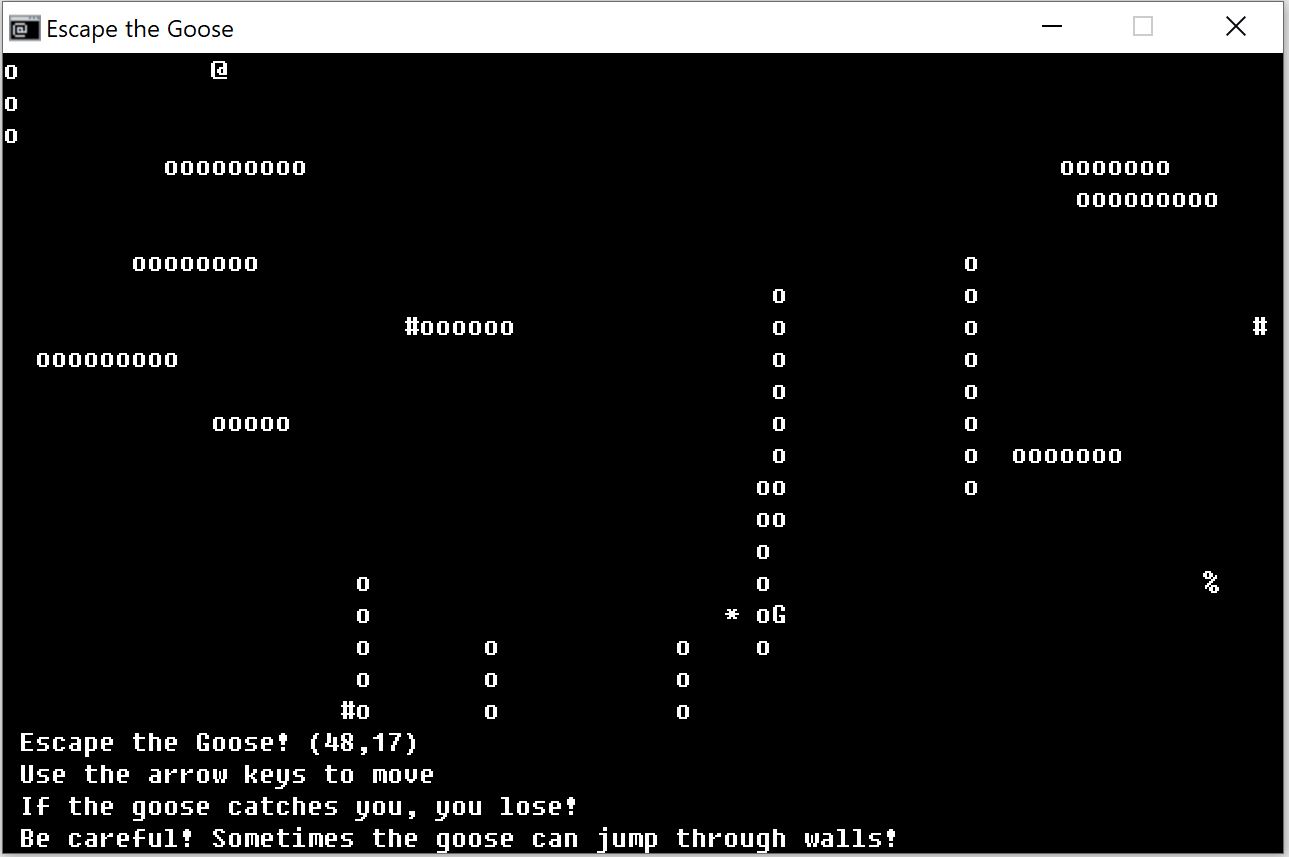 Escape the Goose
o            @
o
o
          ooooooooo                                               ooooooo
                                                                   ooooooooo
        oooooooo                                            o
                                                o           o
                         #oooooo                o           o                 #
  ooooooooo                                     o           o
                                                o           o
             ooooo                              o           o
                                                o           o  ooooooo
                                               oo           o
                                               oo
                                               o
                      o                        o                           %
                      o                      * oG
                      o       o           o    o
                      o       o           o
                     #o       o           o
Escape the Goose! (48,17)
Use the arrow keys to move
If the goose catches you, you lose!
Be careful! Sometimes the goose can jump through walls!